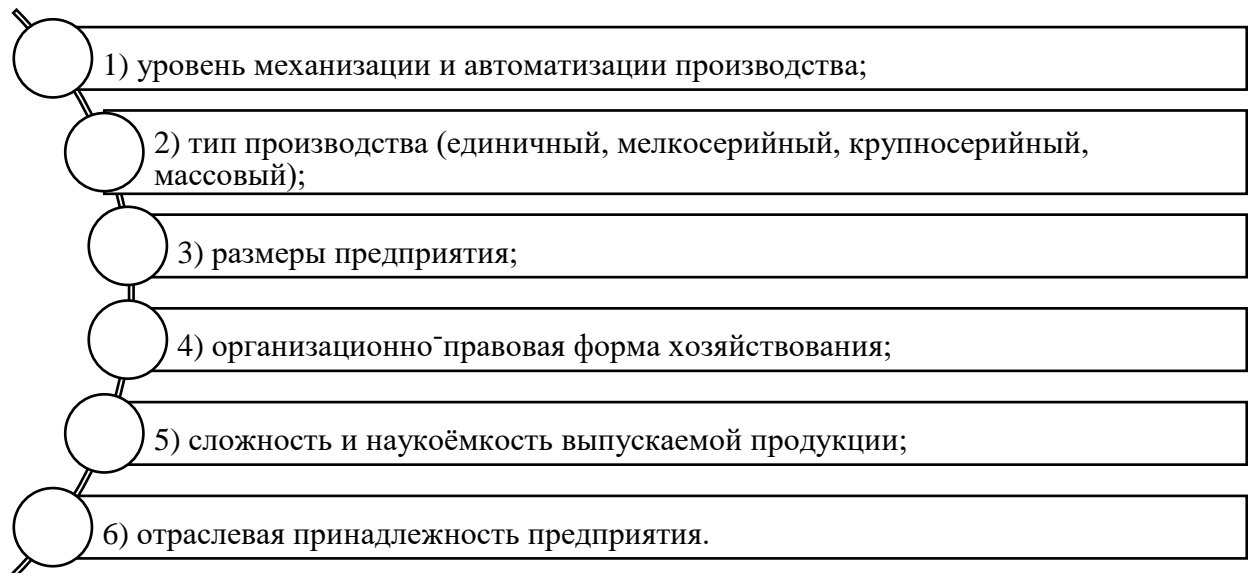 1) уровень механизации и автоматизации производства;
2) тип производства (единичный, мелкосерийный, крупносерийный,
массовый);
3) размеры предприятия;
4) организационно-правовая форма хозяйствования;
5) сложность и наукоёмкость выпускаемой продукции;
6) отраслевая принадлежность предприятия.